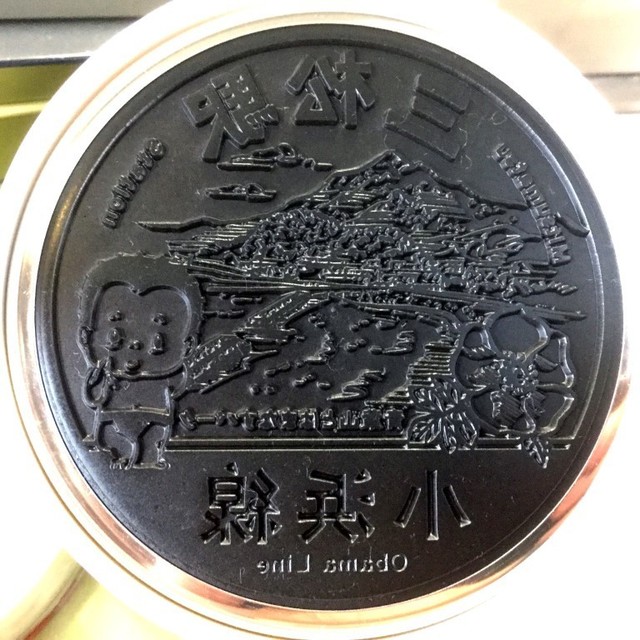 三松駅
Mitsumatsu Station
小浜線
Obama Line